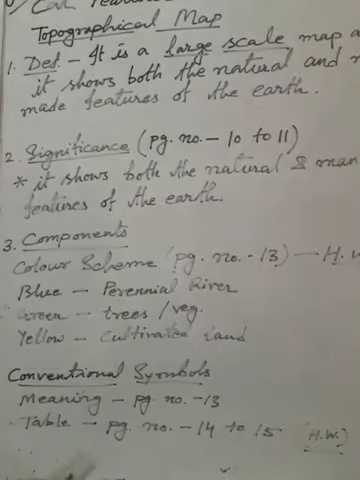 Topographical Map
1. Def - It is a large scale map a
it shows both the natural and m
made features of the earth.
2. Significance (pg. no. - 10 to 11)
* it shows both the natural & man
features of the earth.
3. Components
Colour Scheme (pg. no. - 13) - H.W
Blue - Perennial River
Green - trees / veg.
Yellow - Cultivated Land
Conventional Symbols
Meaning - pg. no. - 13
Table - pg. no. - 14 to 15 (H.W.)